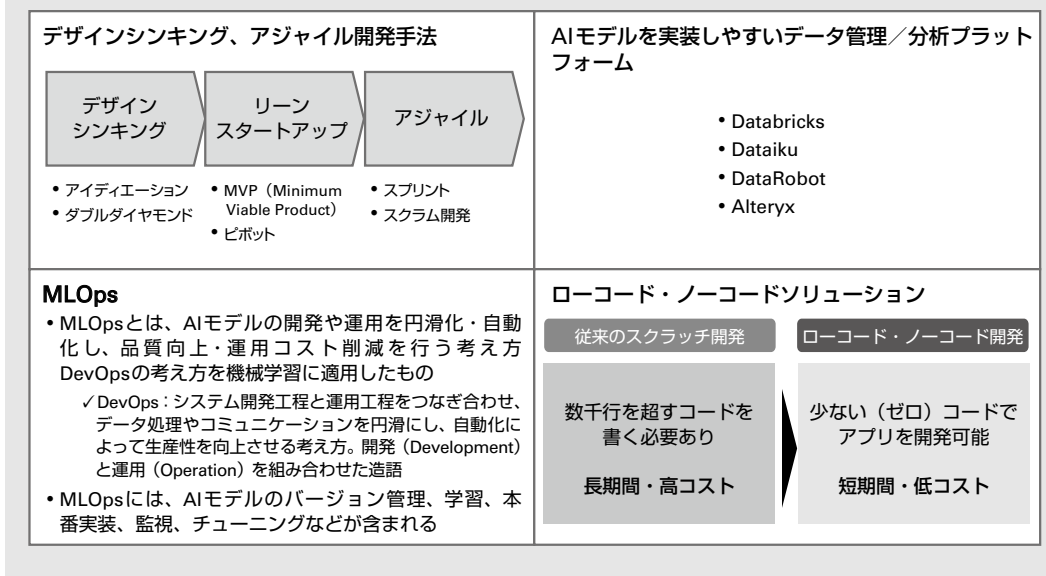 デザインシンキング、アジャイル開発手法
デザイン
シンキング
リーン
スタートアップ
アジャイル
• アイディエーション
• ダブルダイヤモンド
• MVP（Minimum
Viable Product）
• ピボット
• スプリント
• スクラム開発
AIモデルを実装しやすいデータ管理／分析プラット
フォーム
• Databricks
• Dataiku
• DataRobot
• Alteryx
MLOps
• MLOpsとは、AIモデルの開発や運用を円滑化・自動
化し、品質向上・運用コスト削減を行う考え方
DevOpsの考え方を機械学習に適用したもの
✓DevOps：システム開発工程と運用工程をつなぎ合わせ、
データ処理やコミュニケーションを円滑にし、自動化に
よって生産性を向上させる考え方。開発（Development）
と運用（Operation）を組み合わせた造語
• MLOpsには、AIモデルのバージョン管理、学習、本
番実装、監視、チューニングなどが含まれる
ローコード・ノーコードソリューション
従来のスクラッチ開発
数千行を超すコードを
書く必要あり
長期間・高コスト
ローコード・ノーコード開発
少ない（ゼロ）コードで
アプリを開発可能
短期間・低コスト